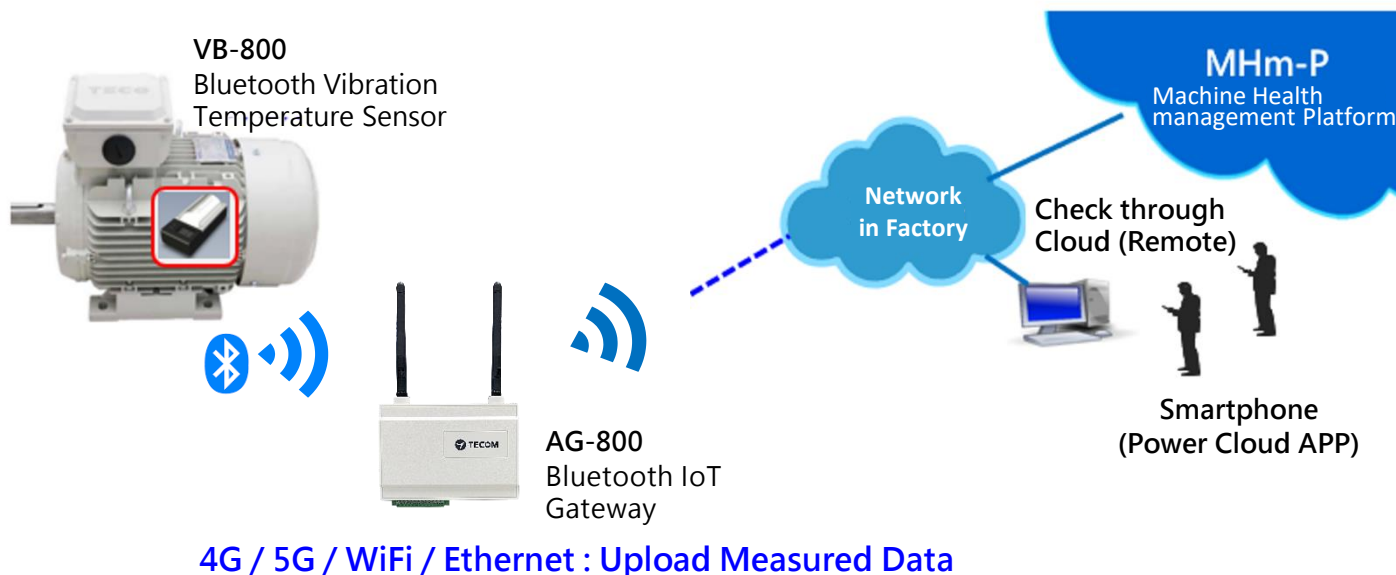 VB-800
Bluetooth Vibration
Temperature Sensor
TECO
MHm-P
Machine Health
management Platform
Network
in Factory
Check through
Cloud (Remote)
TECOM
AG-800
Bluetooth IoT
Gateway
Smartphone
(Power Cloud APP)
4G / 5G / WiFi / Ethernet : Upload Measured Data